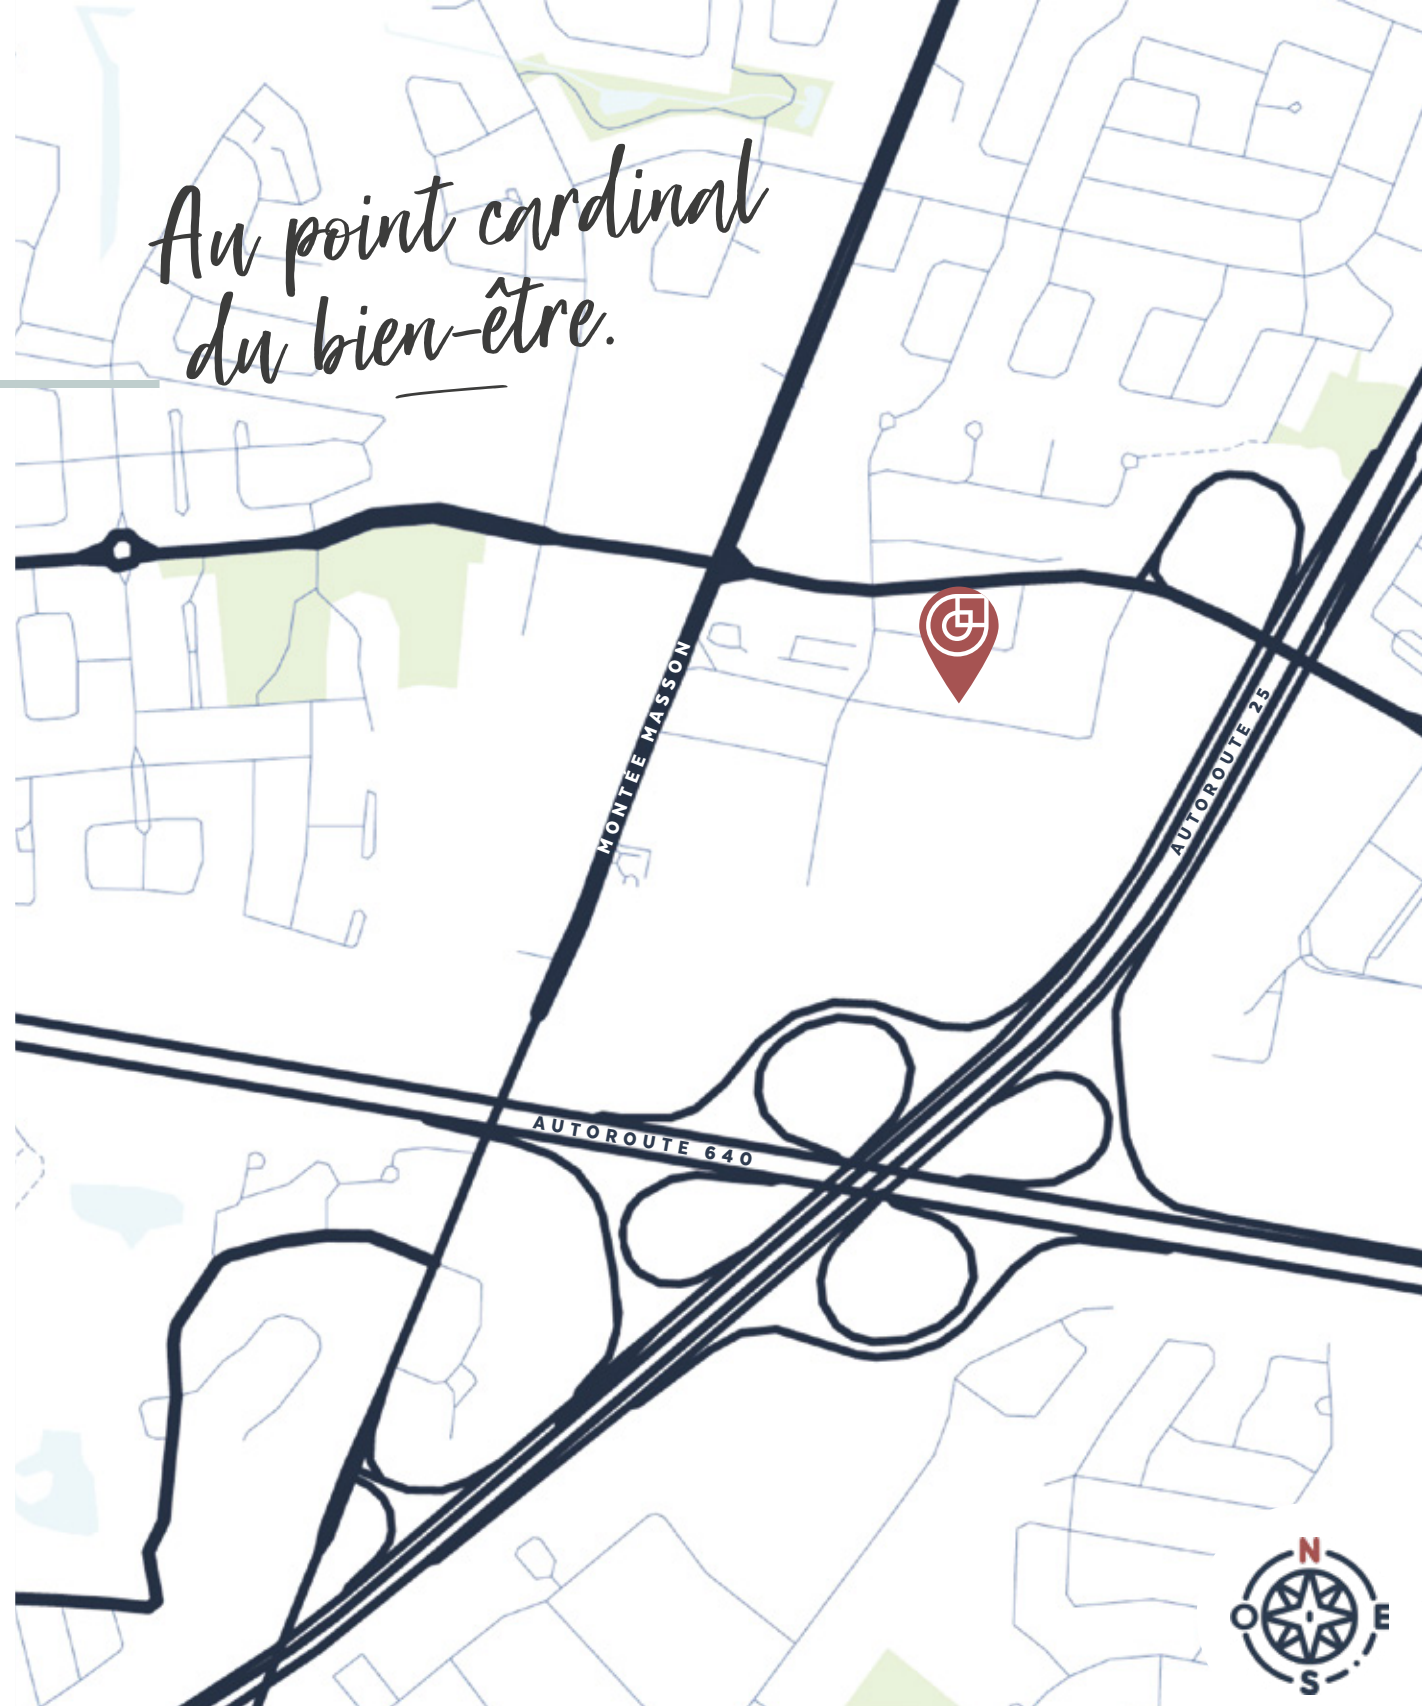 Au point cardinal
du bien-être.
MONTÉE MASSON
AUTOROUTE 25
AUTOROUTE 640
N
O E
S